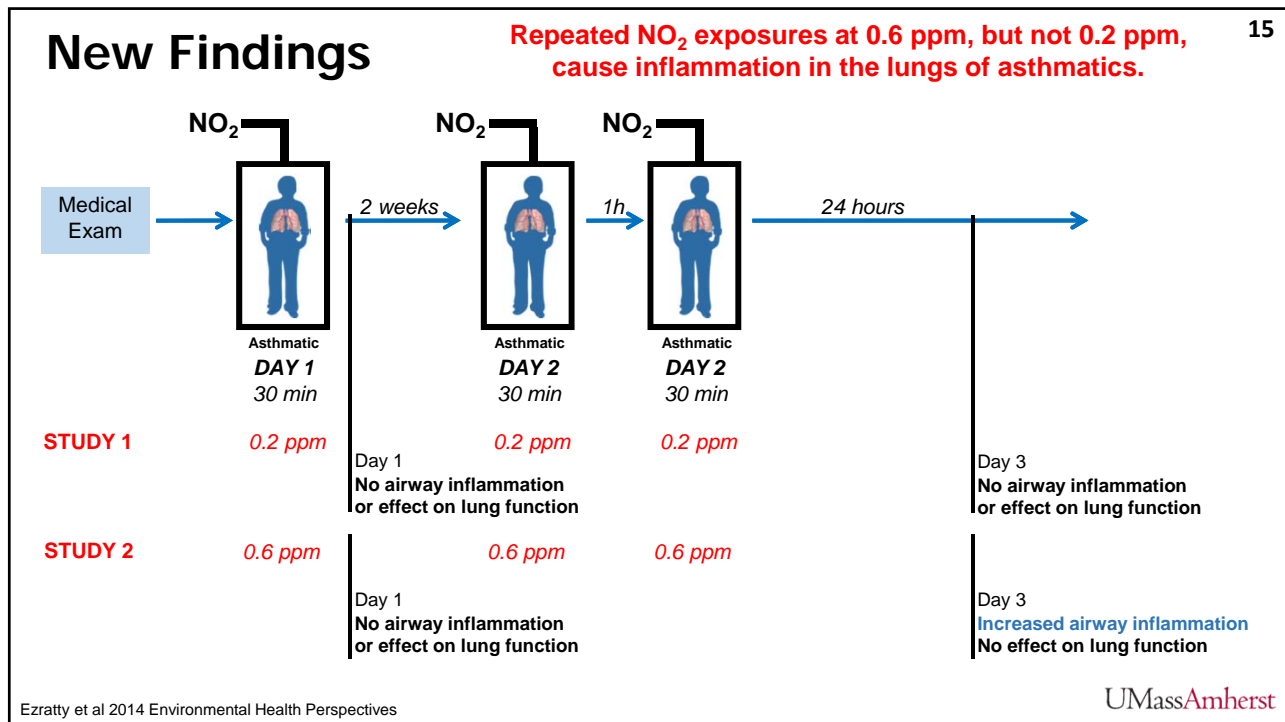 New Findings
Repeated NO₂ exposures at 0.6 ppm, but not 0.2 ppm,
cause inflammation in the lungs of asthmatics.
15
NO₂
NO₂
NO₂
Medical
Exam
2 weeks
1h
24 hours
Asthmatic
DAY 1
30 min
Asthmatic
DAY 2
30 min
Asthmatic
DAY 2
30 min
STUDY 1
0.2 ppm
0.2 ppm
0.2 ppm
Day 1
No airway inflammation
or effect on lung function
Day 3
No airway inflammation
or effect on lung function
STUDY 2
0.6 ppm
0.6 ppm
0.6 ppm
Day 1
No airway inflammation
or effect on lung function
Day 3
Increased airway inflammation
No effect on lung function
Ezratty et al 2014 Environmental Health Perspectives
UMassAmherst